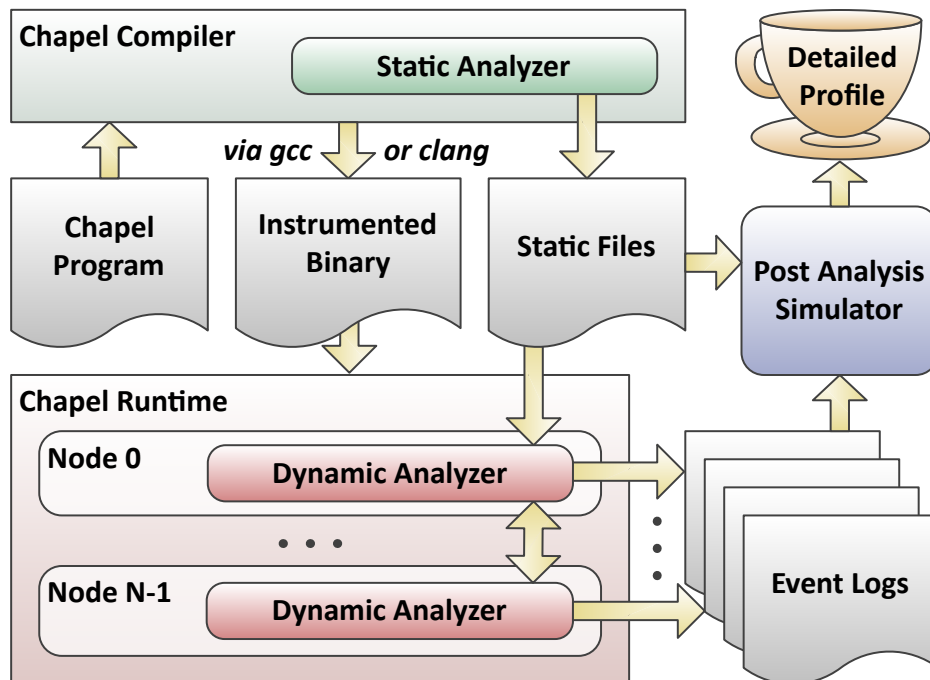 Chapel Compiler
Static Analyzer
Detailed
Profile
via gcc
or clang
Chapel
Program
Instrumented
Binary
Static Files
Post Analysis
Simulator
Chapel Runtime
Node 0
Dynamic Analyzer
• • •
Node N-1
Dynamic Analyzer
Event Logs